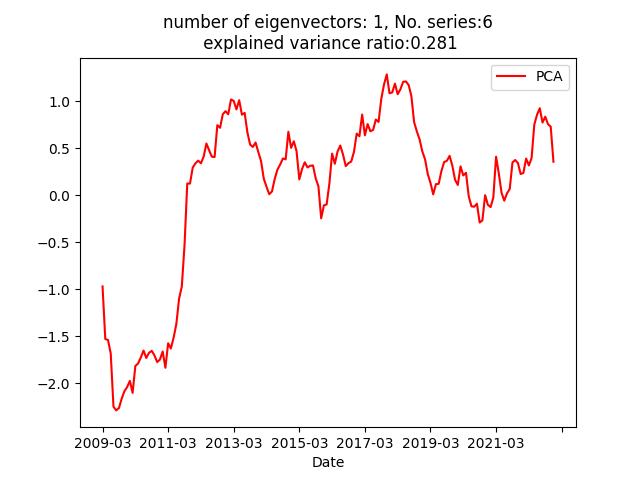 number of eigenvectors: 1, No. series:6
explained variance ratio:0.281
PCA
1.0
0.5
0.0
−0.5
−1.0
−1.5
−2.0
2009-03 2011-03 2013-03 2015-03 2017-03 2019-03 2021-03
Date